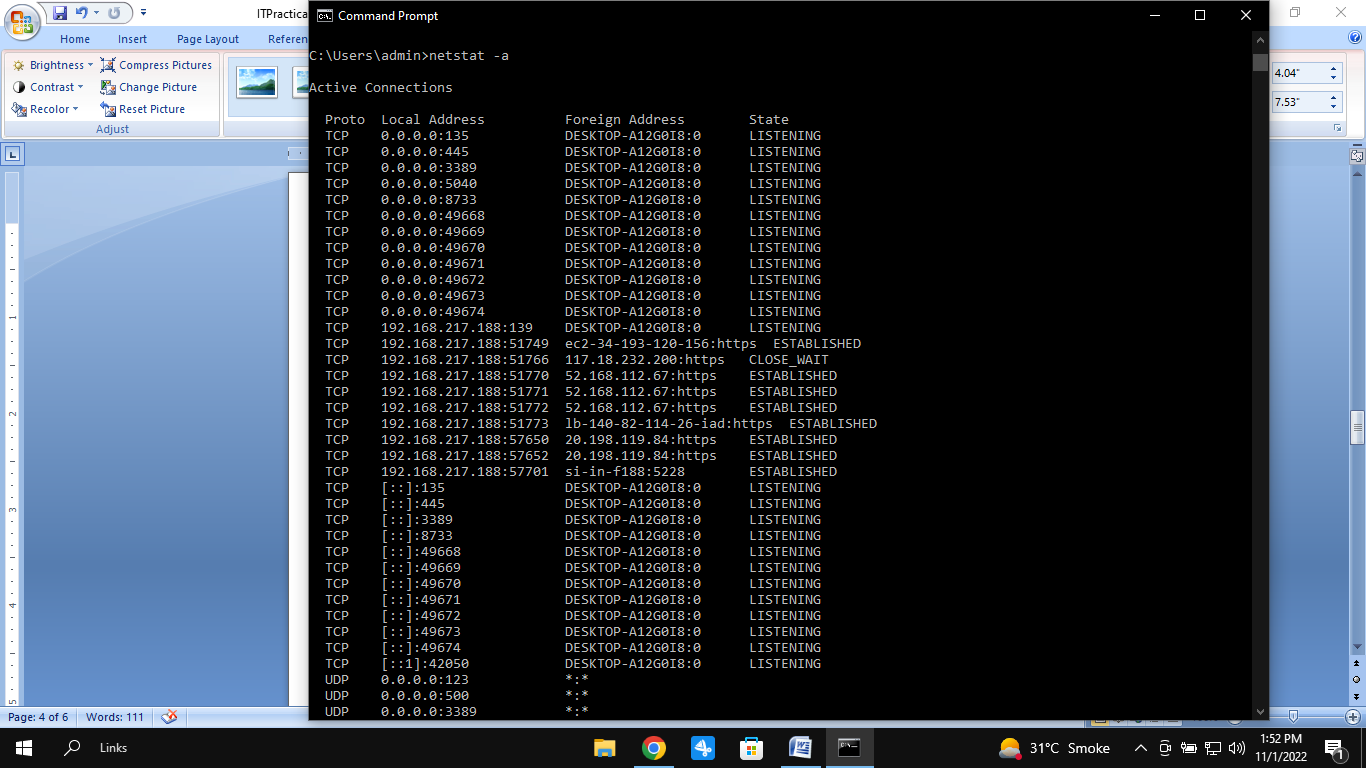 ITPractica
Command Prompt
Home Insert Page Layout Referen
Brightness Compress Pictures
Contrast Change Picture
Recolor Reset Picture
Adjust
4.04"
7.53"
C:\Users\admin>netstat -a
Active Connections
Proto Local Address Foreign Address State
TCP 0.0.0.0:135 DESKTOP-A12G0I8:0 LISTENING
TCP 0.0.0.0:445 DESKTOP-A12G0I8:0 LISTENING
TCP 0.0.0.0:3389 DESKTOP-A12G0I8:0 LISTENING
TCP 0.0.0.0:5040 DESKTOP-A12G0I8:0 LISTENING
TCP 0.0.0.0:8733 DESKTOP-A12G0I8:0 LISTENING
TCP 0.0.0.0:49668 DESKTOP-A12G0I8:0 LISTENING
TCP 0.0.0.0:49669 DESKTOP-A12G0I8:0 LISTENING
TCP 0.0.0.0:49670 DESKTOP-A12G0I8:0 LISTENING
TCP 0.0.0.0:49671 DESKTOP-A12G0I8:0 LISTENING
TCP 0.0.0.0:49672 DESKTOP-A12G0I8:0 LISTENING
TCP 0.0.0.0:49673 DESKTOP-A12G0I8:0 LISTENING
TCP 0.0.0.0:49674 DESKTOP-A12G0I8:0 LISTENING
TCP 192.168.217.188:139 DESKTOP-A12G0I8:0 LISTENING
TCP 192.168.217.188:51749 ec2-34-193-120-156:https ESTABLISHED
TCP 192.168.217.188:51766 117.18.232.200:https CLOSE_WAIT
TCP 192.168.217.188:51770 52.168.112.67:https ESTABLISHED
TCP 192.168.217.188:51771 52.168.112.67:https ESTABLISHED
TCP 192.168.217.188:51772 52.168.112.67:https ESTABLISHED
TCP 192.168.217.188:51773 lb-140-82-114-26-iad:https ESTABLISHED
TCP 192.168.217.188:57650 20.198.119.84:https ESTABLISHED
TCP 192.168.217.188:57652 20.198.119.84:https ESTABLISHED
TCP 192.168.217.188:57701 si-in-f188:5228 ESTABLISHED
TCP [::]:135 DESKTOP-A12G0I8:0 LISTENING
TCP [::]:445 DESKTOP-A12G0I8:0 LISTENING
TCP [::]:3389 DESKTOP-A12G0I8:0 LISTENING
TCP [::]:8733 DESKTOP-A12G0I8:0 LISTENING
TCP [::]:49668 DESKTOP-A12G0I8:0 LISTENING
TCP [::]:49669 DESKTOP-A12G0I8:0 LISTENING
TCP [::]:49670 DESKTOP-A12G0I8:0 LISTENING
TCP [::]:49671 DESKTOP-A12G0I8:0 LISTENING
TCP [::]:49672 DESKTOP-A12G0I8:0 LISTENING
TCP [::]:49673 DESKTOP-A12G0I8:0 LISTENING
TCP [::]:49674 DESKTOP-A12G0I8:0 LISTENING
TCP [::1]:42050 DESKTOP-A12G0I8:0 LISTENING
UDP 0.0.0.0:123 *:*
UDP 0.0.0.0:500 *:*
UDP 0.0.0.0:3389 *:*
1
2
3
4
5
Page: 4 of 6 Words: 111
Links
31°C Smoke
1:52 PM
11/1/2022
1